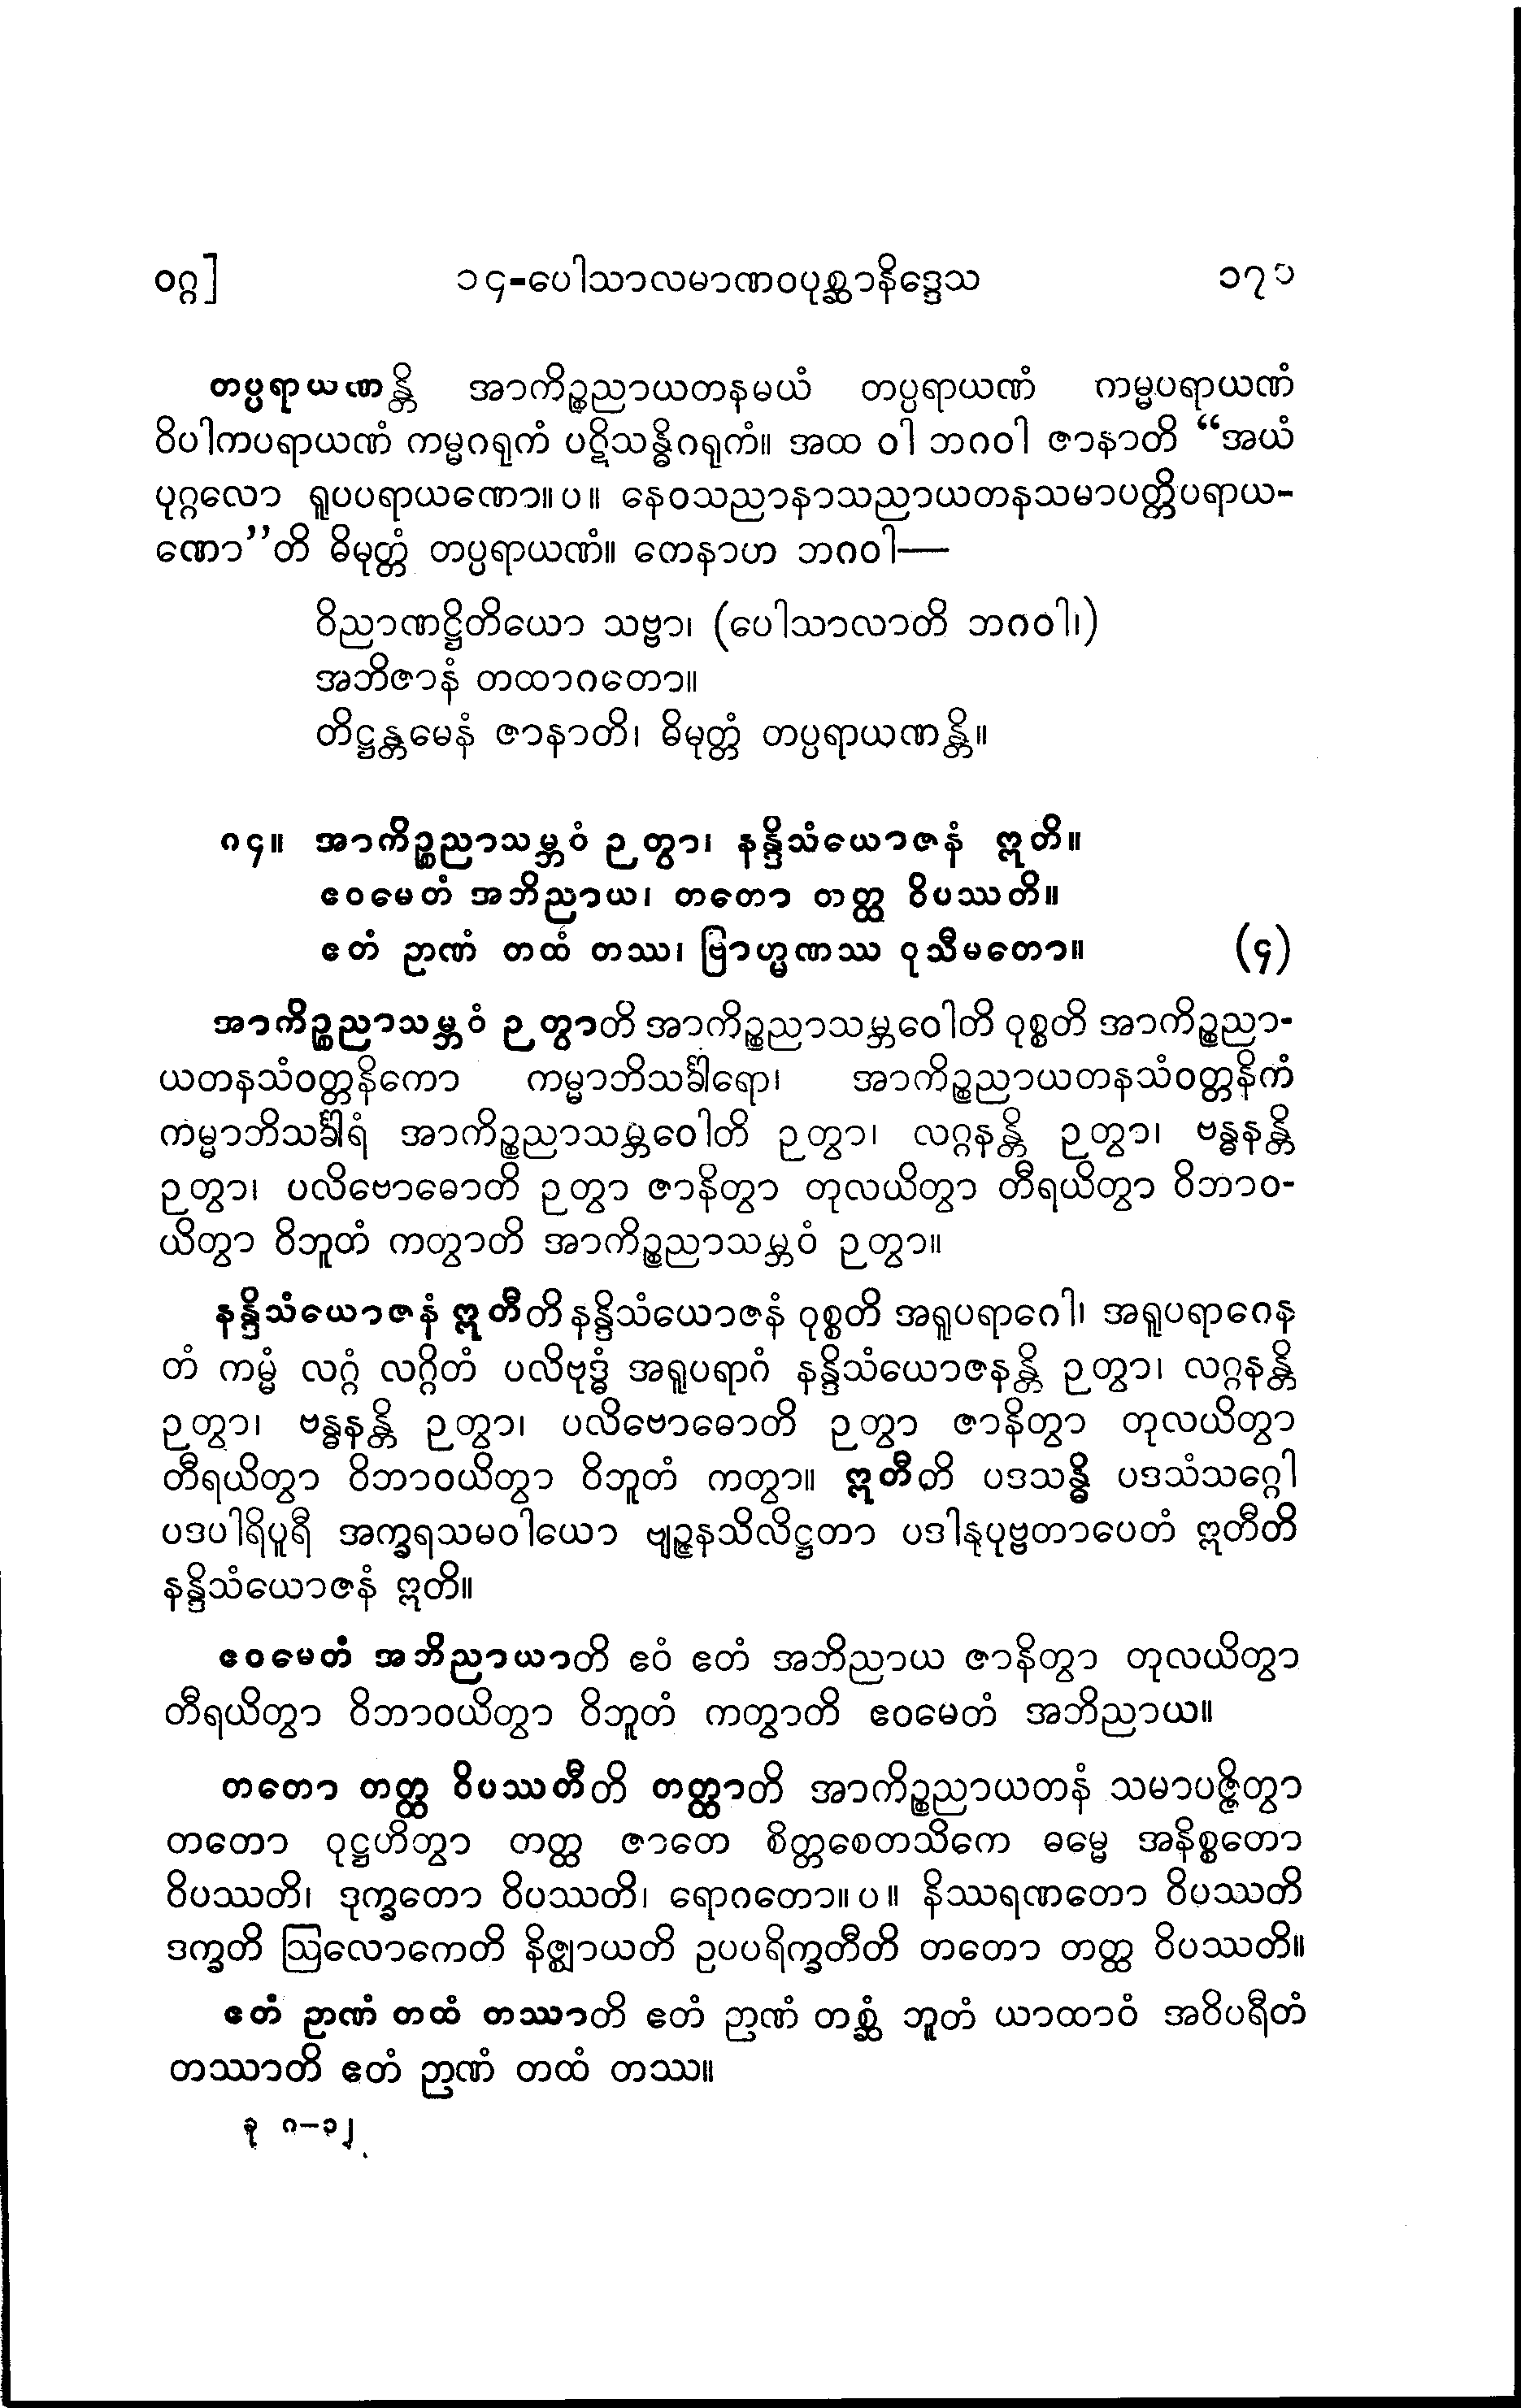 ဝဂ္ဂ] ၁၄-ပေါသာလမာဏဝပုစ္ဆာနိဒ္ဒေသ ၁၇၁
တပ္ပရာယဏန္တိ အာကိဉ္စညာယတနမယံ တပ္ပရာယဏံ ကမ္မပရာယဏံ
ဝိပါကပရာယဏံ ကမ္မဂရုကံ ပဋိသန္ဓိဂရုကံ။ အထ ဝါ ဘဂဝါ ဇာနာတိ “အယံ
ပုဂ္ဂလော ရူပပရာယဏော။ ပ။ နေဝသညာနာသညာယတနသမာပတ္တိပရာယ-
ဏော”တိ ဓိမုတ္တံ တပ္ပရာယဏံ။ ကေနာဟ ဘဂဝါ—
ဝိညာဏဋ္ဌိတိယော သဗ္ဗာ၊ (ပေါသာလာတိ ဘဂဝါ၊)
အဘိဇာနံ တထာဂတော။
တိဋ္ဌန္တမေနံ ဇာနာတိ၊ ဓိမုတ္တံ တပ္ပရာယဏန္တိ။
ဂ၄။ အာကိဉ္စညာသမ္ဘဝံ ဉတွာ၊ နန္ဒိသံယောဇနံ ဣတိ။
ဧဝမေတံ အဘိညာယ၊ တတော တတ္ထ ဝိပဿတိ။
ဧတံ ဉာဏံ တထံ တဿ၊ ဗြာဟ္မဏဿ ဝုသီမတော။ (၄)
အာကိဉ္စညာသမ္ဘဝံ ဉတွာတိ အာကိဉ္စညာသမ္ဘဝေါတိ ဝုစ္စတိ အာကိဉ္စညာ-
ယတနသံဝတ္တနိကော ကမ္မာဘိသင်္ခါရော၊ အာကိဉ္စညာယတနသံဝတ္တနိကံ
ကမ္မာဘိသင်္ခါရံ အာကိဉ္စညာသမ္ဘဝေါတိ ဉတွာ၊ လဂ္ဂနန္တိ ဉတွာ၊ ဗန္ဓနန္တိ
ဉတွာ၊ ပလိဗောဓောတိ ဉတွာ ဇာနိတွာ တုလယိတွာ တီရယိတွာ ဝိဘာဝ-
ယိတွာ ဝိဘူတံ ကတွာတိ အာကိဉ္စညာသမ္ဘဝံ ဉတွာ။
နန္ဒိသံယောဇနံ ဣတီတိ နန္ဒိသံယောဇနံ ဝုစ္စတိ အရူပရာဂေါ၊ အရူပရာဂေန
တံ ကမ္မံ လဂ္ဂံ လဂ္ဂိတံ ပလိဗုဒ္ဓံ အရူပရာဂံ နန္ဒိသံယောဇနန္တိ ဉတွာ၊ လဂ္ဂနန္တိ
ဉတွာ၊ ဗန္ဓနန္တိ ဉတွာ၊ ပလိဗောဓောတိ ဉတွာ ဇာနိတွာ တုလယိတွာ
တီရယိတွာ ဝိဘာဝယိတွာ ဝိဘူတံ ကတွာ။ ဣတီတိ ပဒသန္ဓိ ပဒသံသဂ္ဂေါ
ပဒပါရိပူရီ အက္ခရသမဝါယော ဗျဉ္ဇနသိလိဋ္ဌတာ ပဒါနုပုဗ္ဗတာပေတံ ဣတီတိ
နန္ဒိသံယောဇနံ ဣတိ။
ဧဝမေတံ အဘိညာယာတိ ဧဝံ ဧတံ အဘိညာယ ဇာနိတွာ တုလယိတွာ
တီရယိတွာ ဝိဘာဝယိတွာ ဝိဘူတံ ကတွာတိ ဧဝမေတံ အဘိညာယ။
တတော တတ္ထ ဝိပဿတီတိ တတ္ထာတိ အာကိဉ္စညာယတနံ သမာပဇ္ဇိတွာ
တတော ဝုဋ္ဌဟိတွာ တတ္ထ ဇာတေ စိတ္တစေတသိကေ ဓမ္မေ အနိစ္စတော
ဝိပဿတိ၊ ဒုက္ခတော ဝိပဿတိ၊ ရောဂတော။ ပ။ နိဿရဏတော ဝိပဿတိ
ဒက္ခတိ ဩလောကေတိ နိဇ္ဈာယတိ ဥပပရိက္ခတီတိ တတော တတ္ထ ဝိပဿတိ။
ဧတံ ဉာဏံ တထံ တဿာတိ ဧတံ ဉာဏံ တစ္ဆံ ဘူတံ ယာထာဝံ အဝိပရီတံ
တဿာတိ ဧတံ ဉာဏံ တထံ တဿ။
ခု ဂ-၁၂